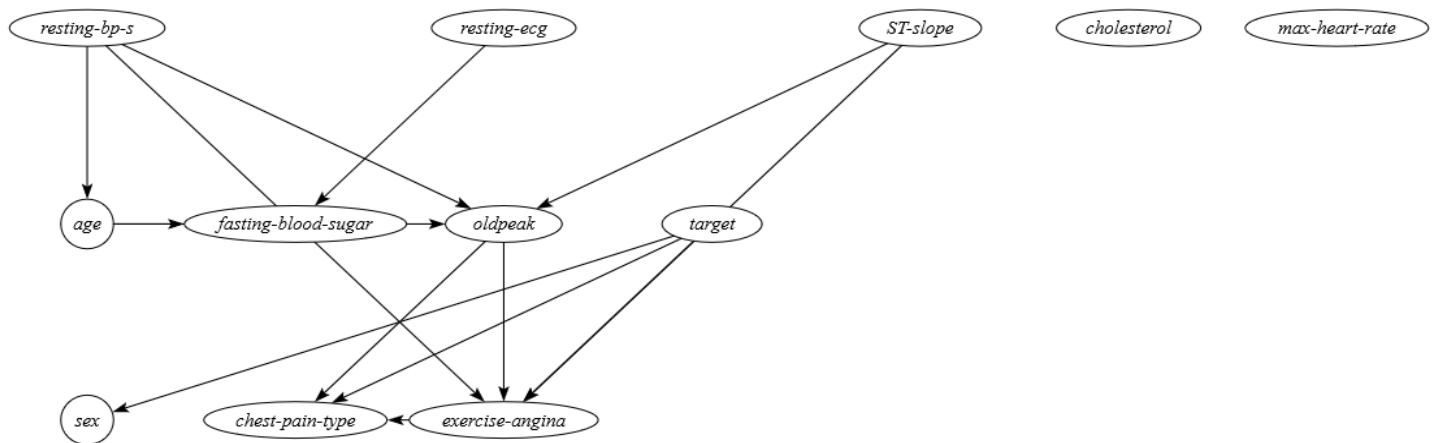 resting-bp-s
resting-ecg
ST-slope
cholesterol
max-heart-rate
age
fasting-blood-sugar
oldpeak
target
sex
chest-pain-type
exercise-angina